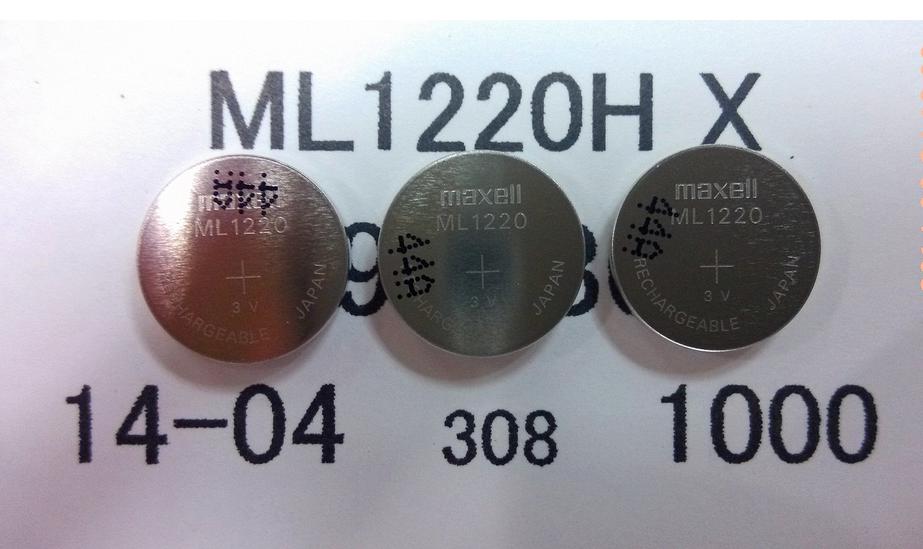 ML1220H X
maxell
ML1220
3 V
RECHARGEABLE JAPAN
maxell
ML1220
3 V
RECHARGEABLE JAPAN
maxell
ML1220
3 V
RECHARGEABLE JAPAN
14-04 308 1000